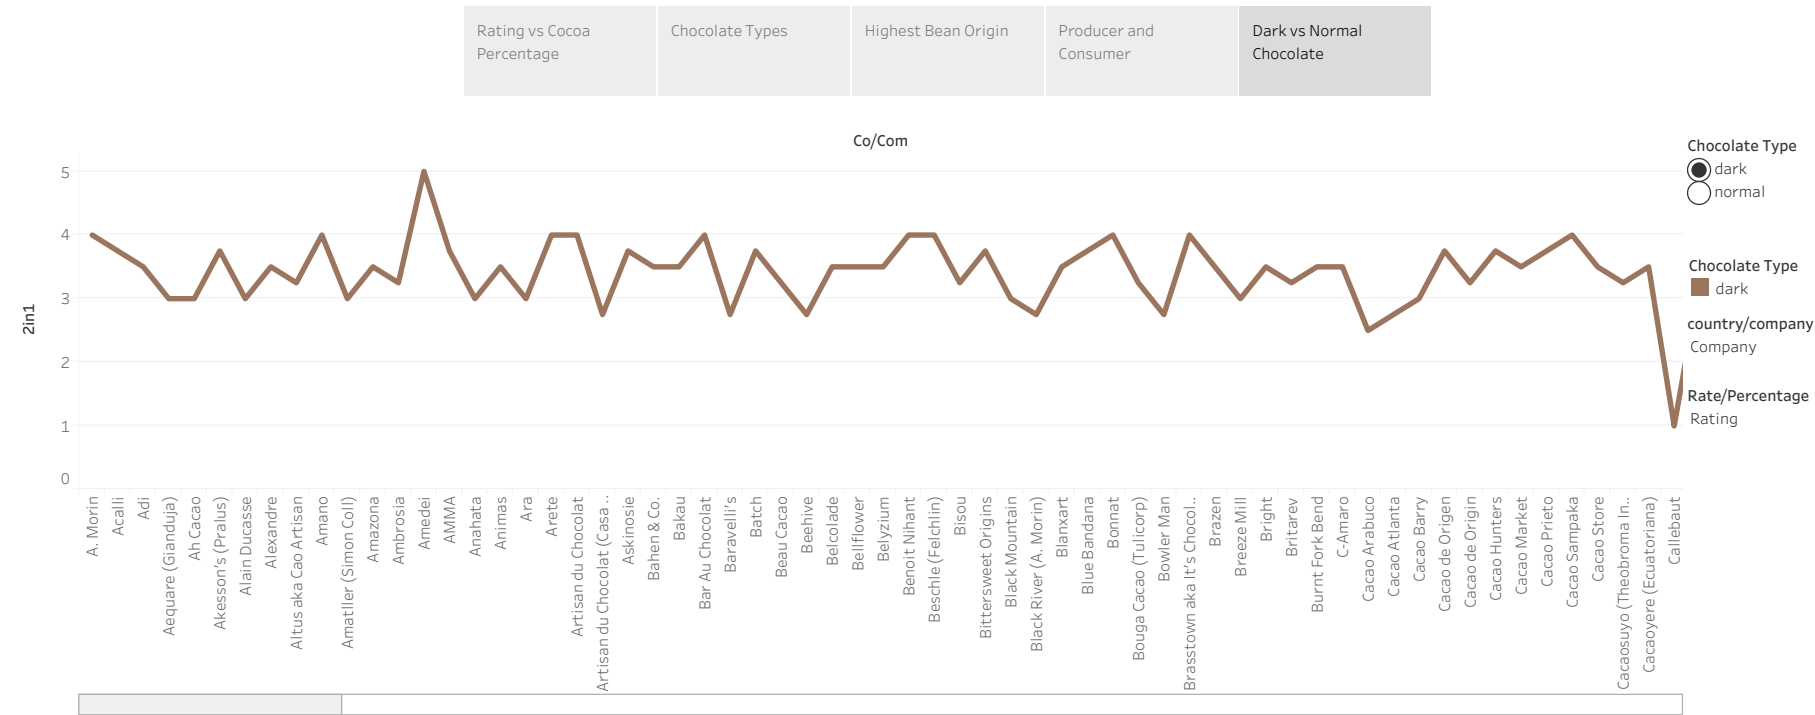 Rating vs Cocoa
Percentage
Chocolate Types
Highest Bean Origin
Producer and
Consumer
Dark vs Normal
Chocolate
Co/Com
2in1
5
4
3
2
1
0
A. Morin
Acalli
Adi
Aequare (Gianduja)
Ah Cacao
Akesson's (Pralus)
Alain Ducasse
Alexandre
Altus aka Cao Artisan
Amano
Amatller (Simon Coll)
Amazona
Ambrosia
Amedei
AMMA
Anahata
Animas
Ara
Arete
Artisan du Chocolat
Artisan du Chocolat (Casa ..
Askinosie
Bahen & Co.
Bakau
Bar Au Chocolat
Baravelli's
Batch
Beau Cacao
Beehive
Belcolade
Bellflower
Belyzium
Benoit Nihant
Beschle (Felchlin)
Bisou
Bittersweet Origins
Black Mountain
Black River (A. Morin)
Blanxart
Blue Bandana
Bonnat
Bouga Cacao (Tulicorp)
Bowler Man
Brasstown aka It's Chocol..
Brazen
Breeze Mill
Bright
Britarev
Burnt Fork Bend
C-Amaro
Cacao Arabuco
Cacao Atlanta
Cacao Barry
Cacao de Origen
Cacao de Origin
Cacao Hunters
Cacao Market
Cacao Prieto
Cacao Sampaka
Cacao Store
Cacaosuyo (Theobroma In..
Cacaoyere (Ecuatoriana)
Callebaut
Chocolate Type
dark
normal
Chocolate Type
dark
country/company
Company
Rate/Percentage
Rating